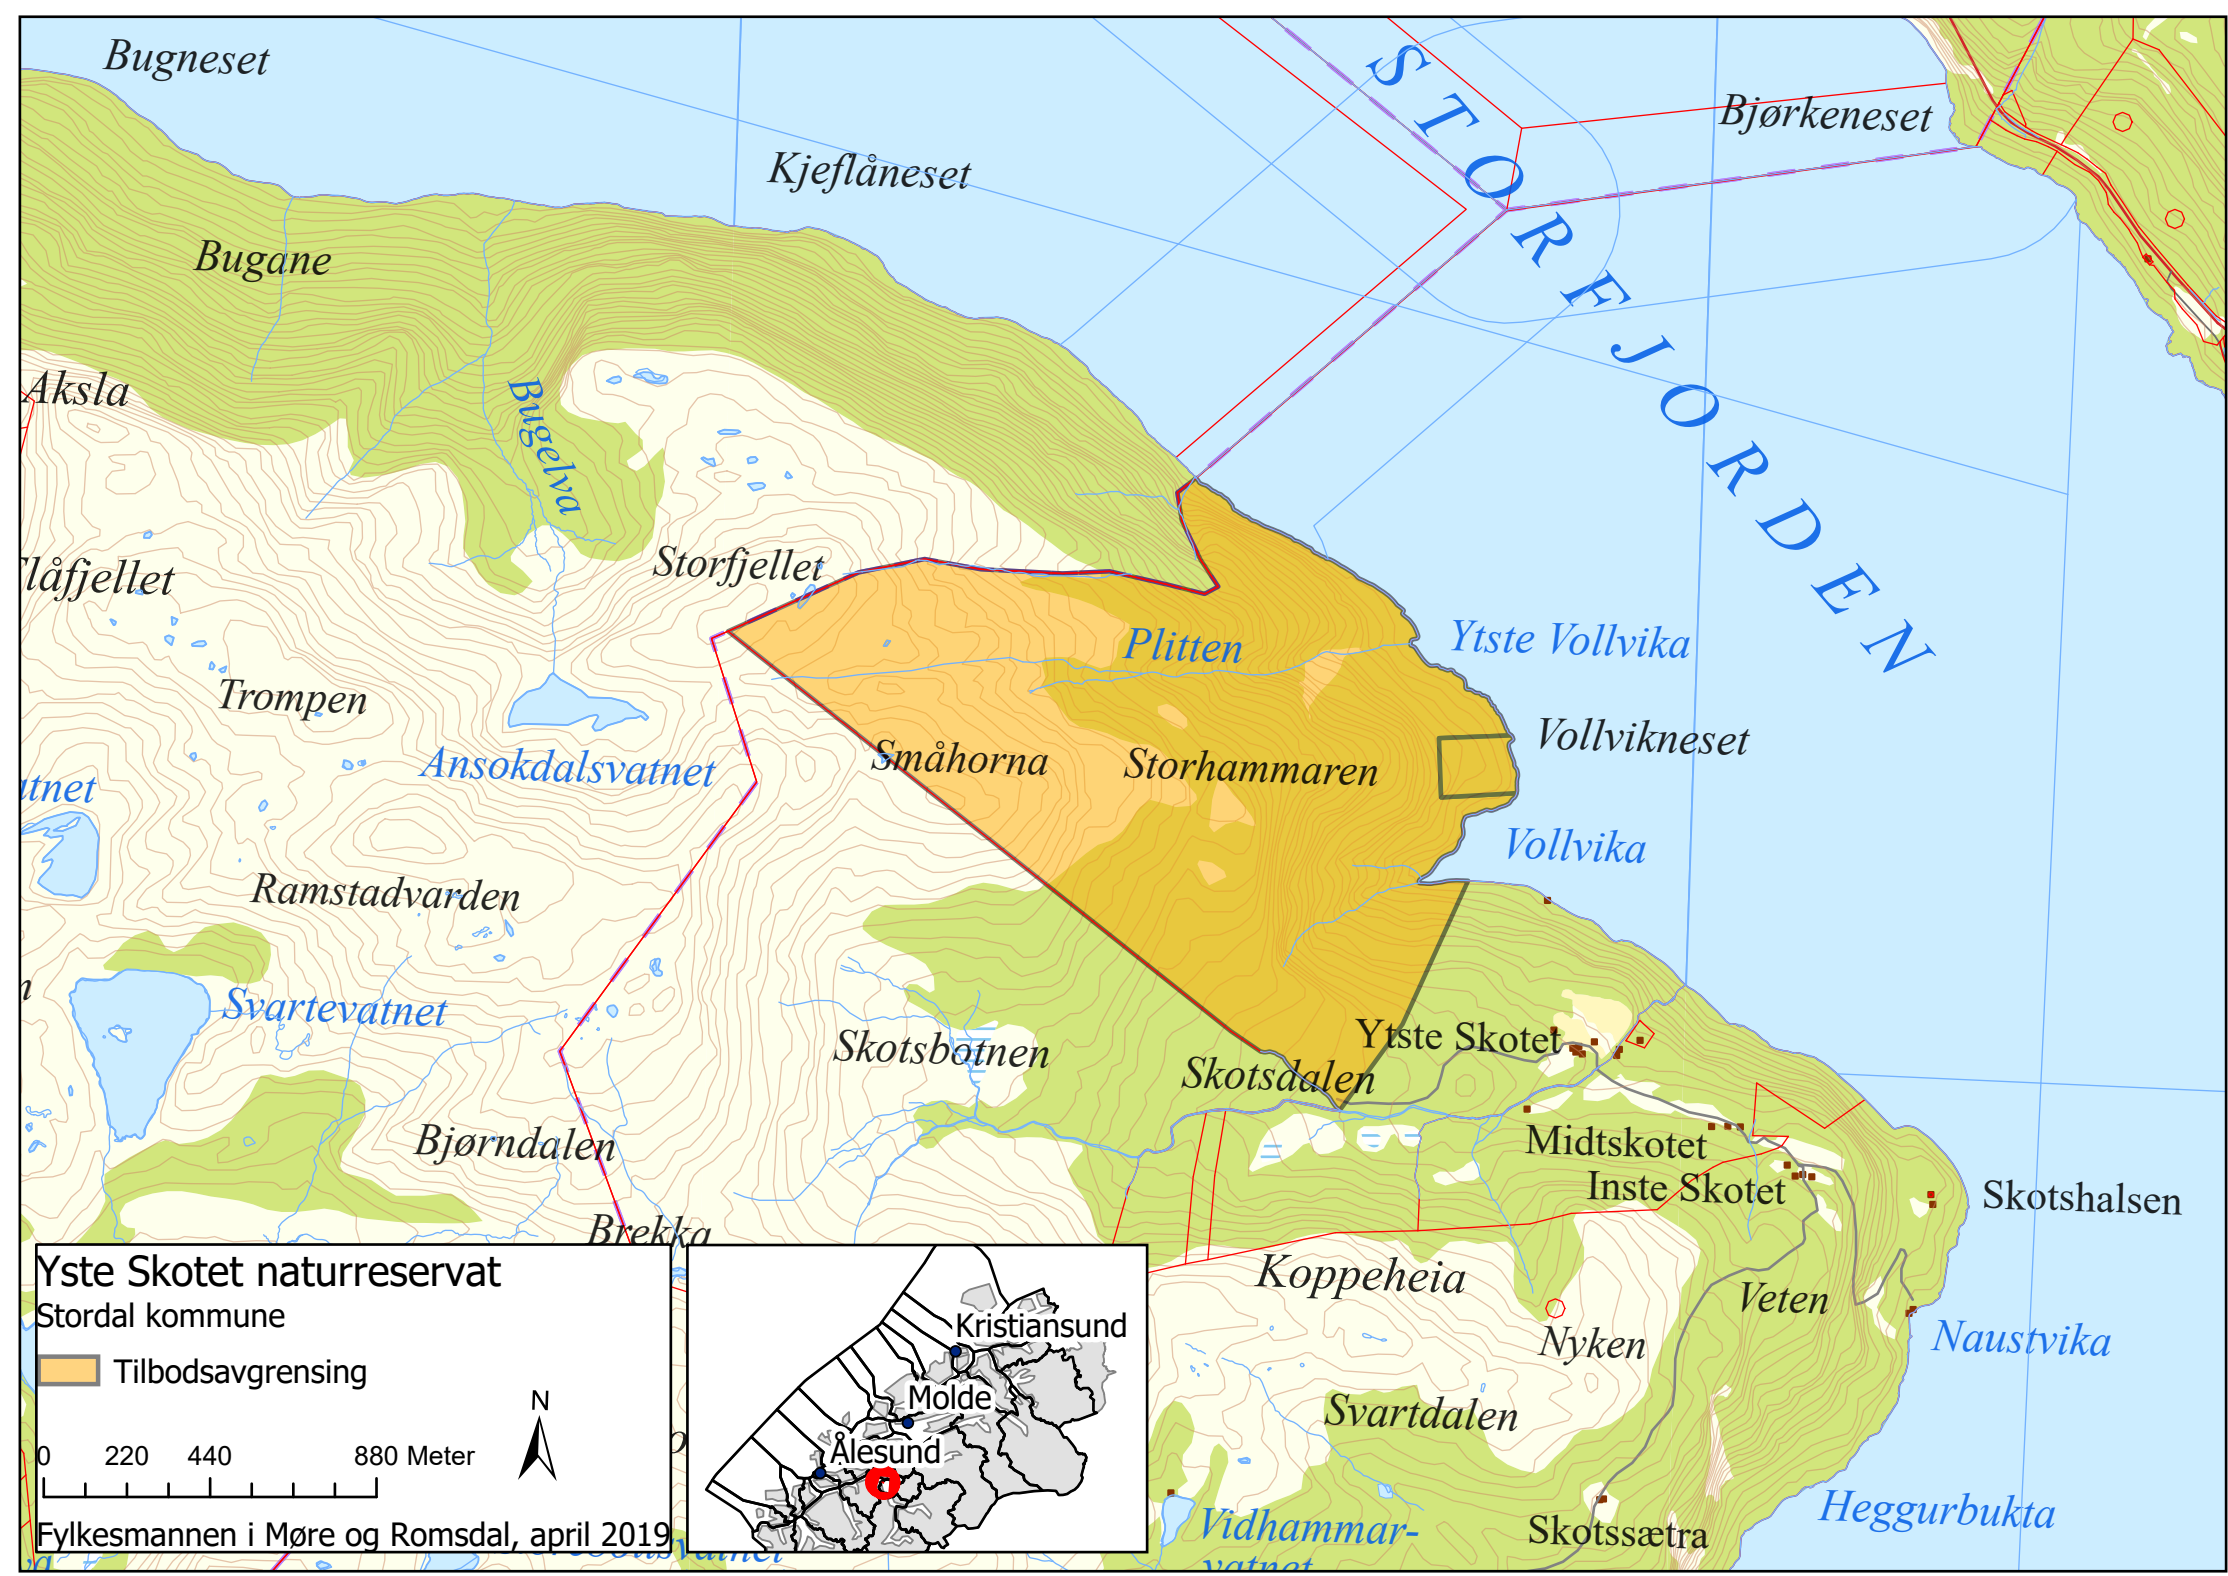 Bugneset
Kjeflåneset
STORFJORDEN
Bjørkeneset
Bugane
Aksla
Bugelva
Storfjellet
låfjellet
Plitten
Ytste Vollvika
Trompen
Vollvikneset
Småhorna
Storhammaren
Ansokdalsvatnet
atnet
Vollvika
Ramstadvarden
Svartevatnet
Ytste Skotet
Skotsbotnen
Skotsdalen
Bjørndalen
Midtskotet
Inste Skotet
Skotshalsen
Brekka
Koppeheia
Veten
Nyken
Naustvika
Svartdalen
Heggurbukta
Vidhammar-
vatnet
Skotssætra
Yste Skotet naturreservat
Stordal kommune
Tilbodsavgrensing
N
0 220 440 880 Meter
Fylkesmannen i Møre og Romsdal, april 2019
Kristiansund
Molde
Ålesund